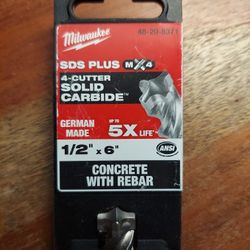 48-20-8371
Milwaukee
SDS PLUS MX4
4-CUTTER
SOLID
CARBIDE™
GERMAN
MADE
UP TO
5X
LIFE
ANSI
1/2" x 6"
CONCRETE
WITH REBAR